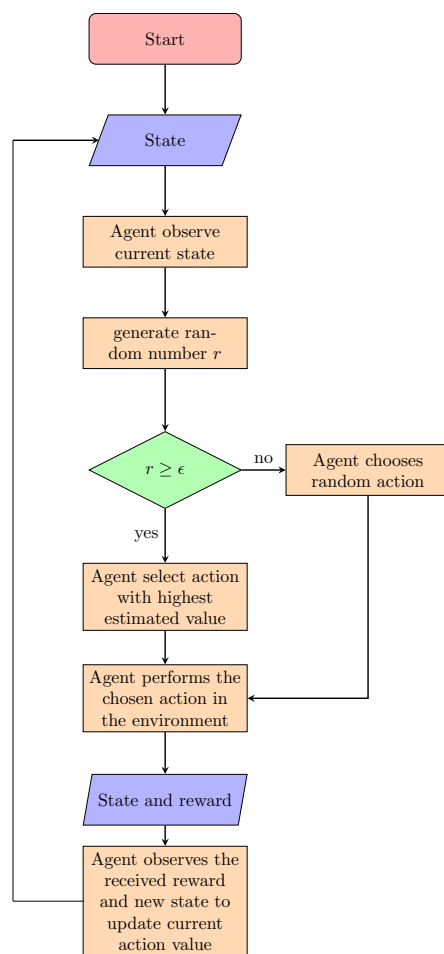 Start
State
Agent observe
current state
generate ran-
dom number r
r ≥ ϵ
no
Agent chooses
random action
yes
Agent select action
with highest
estimated value
Agent performs the
chosen action in
the environment
State and reward
Agent observes the
received reward
and new state to
update current
action value